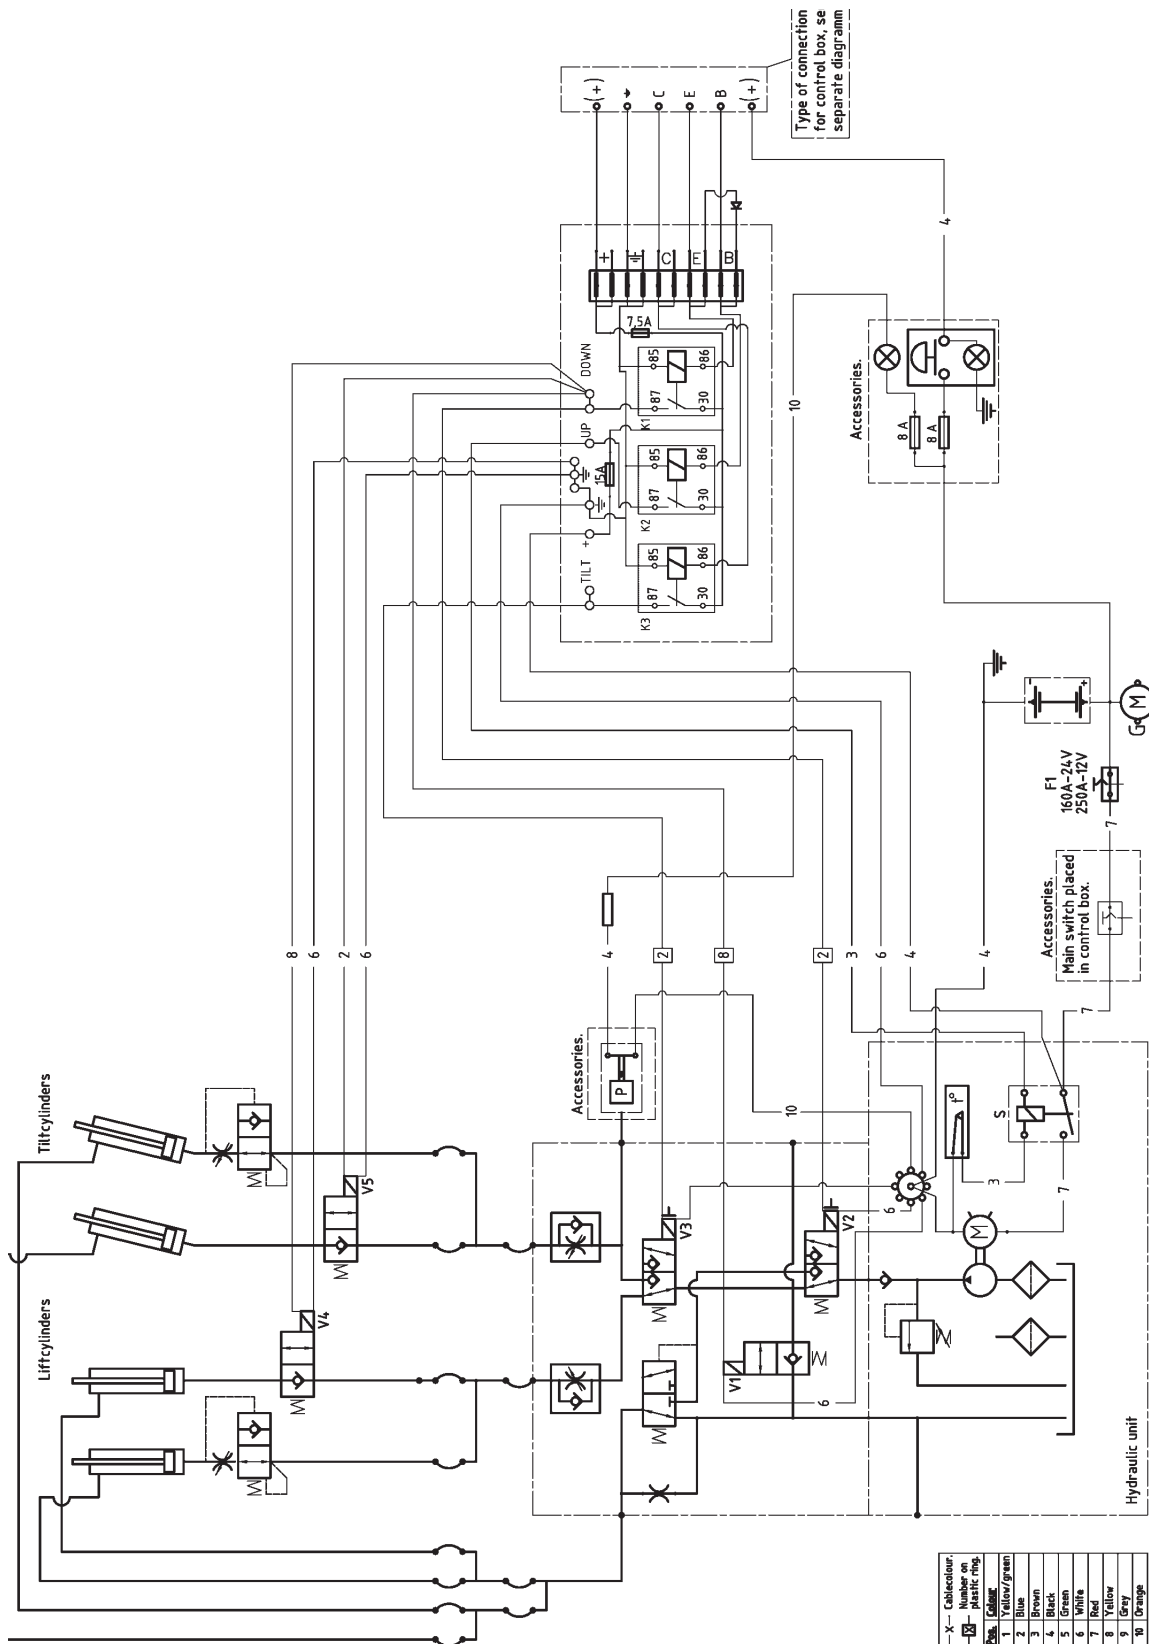 Liftcylinders
Tiltcylinders
8
6
2
6
V4
V5
TILT
+
UP
DOWN
15A
7,5A
K3
87
85
30
86
K2
87
85
30
86
K1
87
85
30
86
+
C
E
B
(+)
C
E
B
(+)
Type of connection
for control box, se
separate diagramm
Accessories.
P
4
2
8
2
3
6
4
4
10
10
V3
V1
V2
6
6
Accessories.
8 A
8 A
4
t°
S
3
7
7
M
Accessories.
Main switch placed
in control box.
7
F1
160A-24V
250A-12V
-
+
G
M
Hydraulic unit
X
Cablecolour.
X
Number on
plastic ring.
Pos.
Colour
1 Yellow/green
2 Blue
3 Brown
4 Black
5 Green
6 White
7 Red
8 Yellow
9 Grey
10 Orange